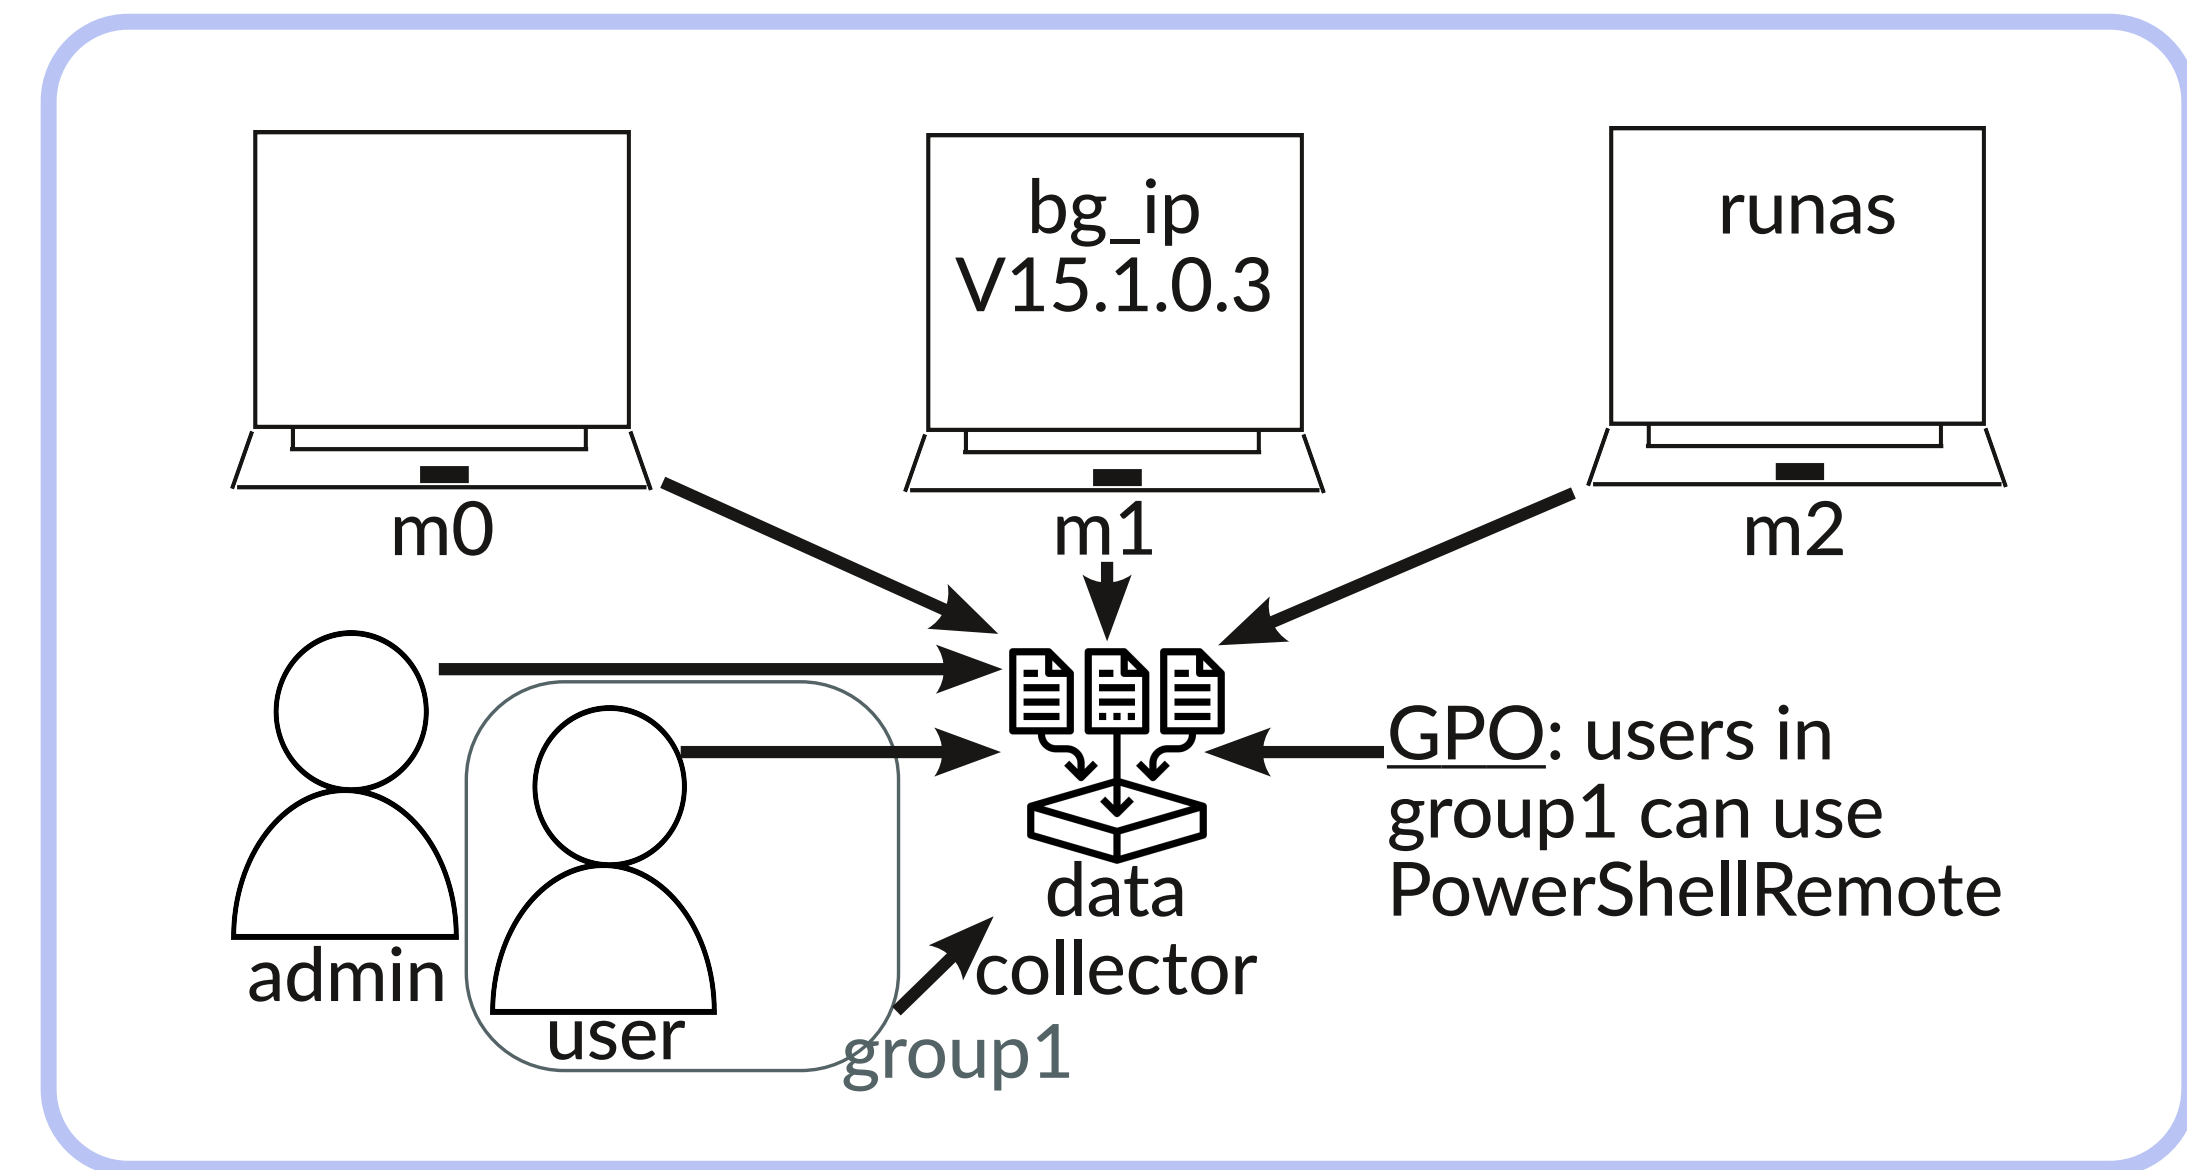 bg_ip
V15.1.0.3
runas
m0
m1
m2
GPO: users in
group1 can use
PowerShellRemote
data
collector
admin
user
group1